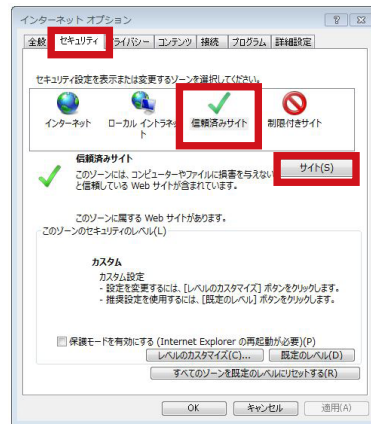 インターネット オプション
全般 セキュリティ プライバシー コンテンツ 接続 プログラム 詳細設定
セキュリティ設定を表示または変更するゾーンを選択してください。
インターネット ローカル イントラネット 信頼済みサイト 制限付きサイト
信頼済みサイト
サイト(S)
このゾーンには、コンピューターやファイルに損害を与えない
と信頼している Web サイトが含まれています。
このゾーンに属する Web サイトがあります。
このゾーンのセキュリティのレベル(L)
カスタム
カスタム設定
- 設定を変更するには、[レベルのカスタマイズ] ボタンをクリックします。
- 推奨設定を使用するには、[既定のレベル] ボタンをクリックします。
保護モードを有効にする (Internet Explorer の再起動が必要)(P)
レベルのカスタマイズ(C)... 既定のレベル(D)
すべてのゾーンを既定のレベルにリセットする(R)
OK キャンセル 適用(A)